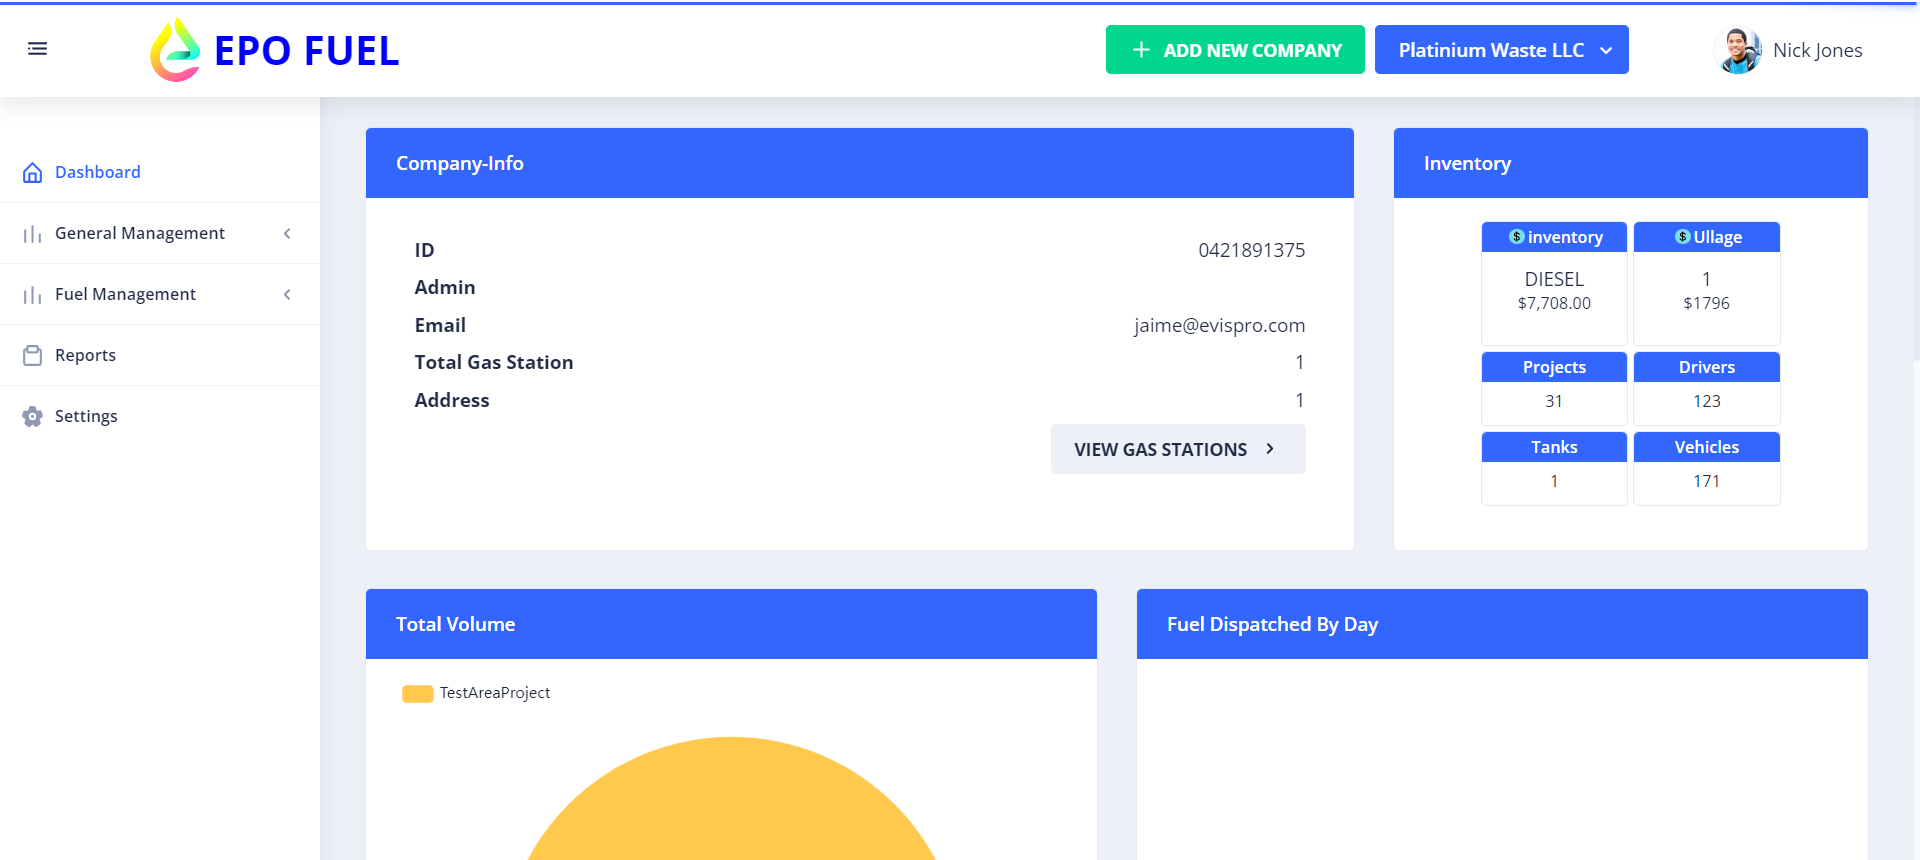 EPO FUEL
ADD NEW COMPANY
Platinium Waste LLC
Nick Jones
Dashboard
General Management
Fuel Management
Reports
Settings
Company-Info
ID 0421891375
Admin
Email jaime@evispro.com
Total Gas Station 1
Address 1
VIEW GAS STATIONS
Inventory
$ inventory
DIESEL
$7,708.00
$ Ullage
1
$1796
Projects
31
Drivers
123
Tanks
1
Vehicles
171
Total Volume
TestAreaProject
Fuel Dispatched By Day